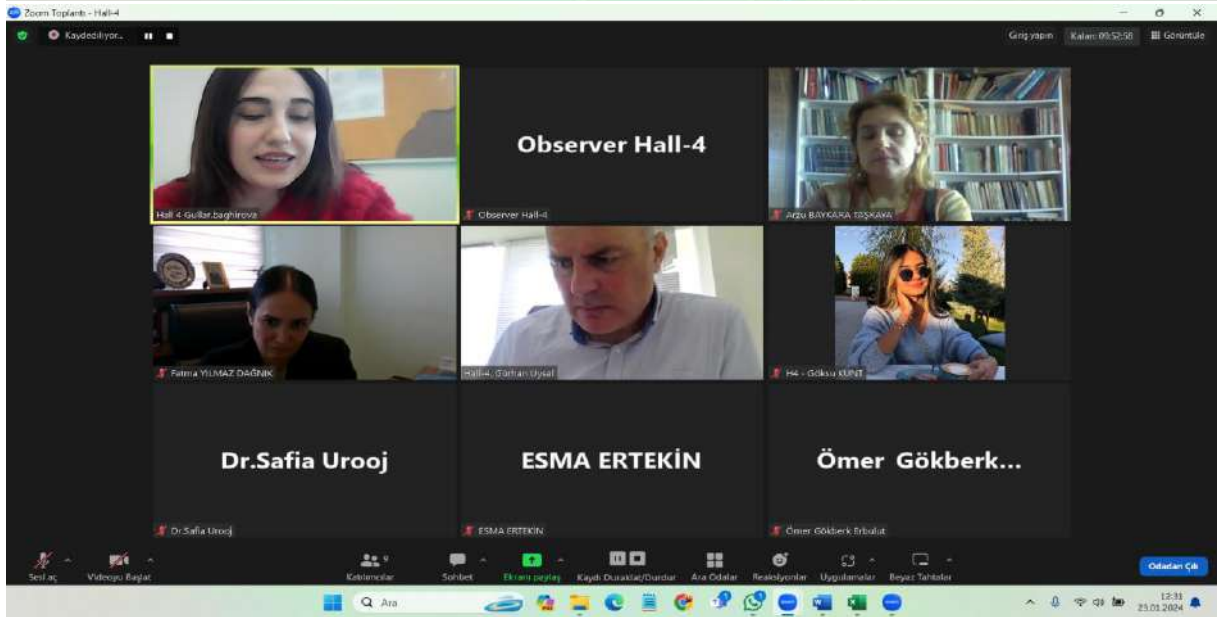 Zoom Toplantı - Hall-4
Kaydediliyor...
Giriş yapın
Kalan: 09:52:58
Görüntüle
Hall 4 Gullar.baghirova
Observer Hall-4
Observer Hall-4
Arzu BAYKARA TAŞKAYA
Fatma YILMAZ DAĞNIK
Hall-4, Gürhan Uysal
H4 - Göksu KUNT
Dr.Safia Urooj
Dr.Safia Urooj
ESMA ERTEKİN
ESMA ERTEKİN
Ömer Gökberk...
Ömer Gökberk Erbulut
Sesi aç
Videoyu Başlat
Katılımcılar
9
Sohbet
Ekranı paylaş
Kaydı Duraklat/Durdur
Ara Odalar
Reaksiyonlar
Uygulamalar
Beyaz Tahtalar
Odadan Çık
Ara
12:31
23.01.2024